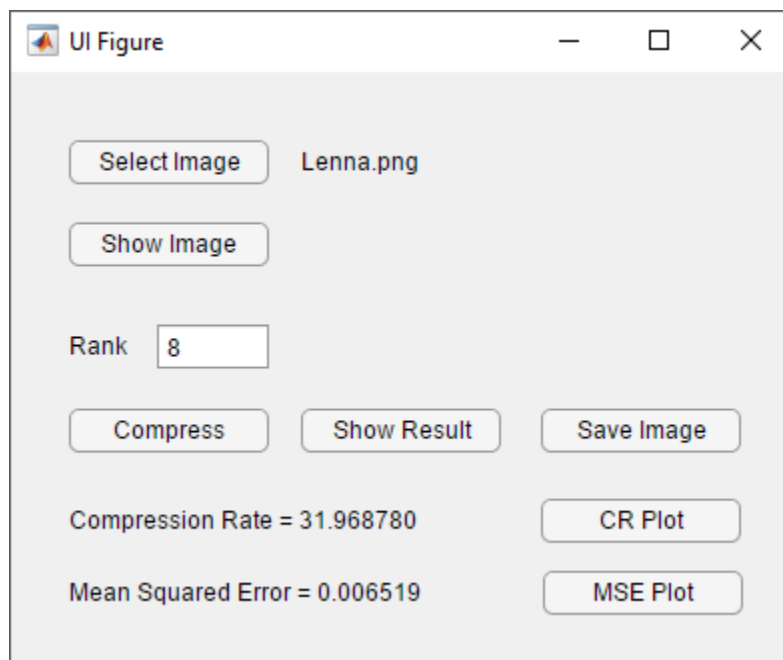 UI Figure
Select Image Lenna.png
Show Image
Rank 8
Compress Show Result Save Image
Compression Rate = 31.968780 CR Plot
Mean Squared Error = 0.006519 MSE Plot